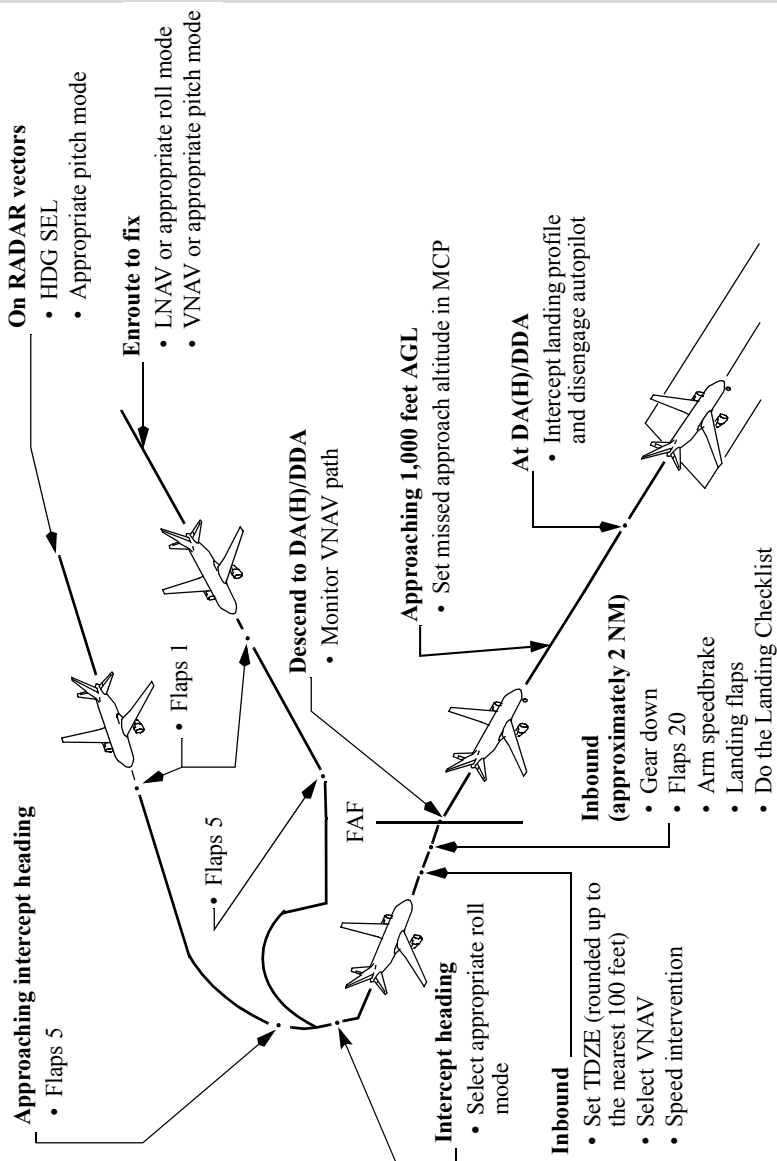 On RADAR vectors
• HDG SEL
• Appropriate pitch mode
Enroute to fix
• LNAV or appropriate roll mode
• VNAV or appropriate pitch mode
Approaching intercept heading
• Flaps 5
• Flaps 1
• Flaps 5
Descend to DA(H)/DDA
• Monitor VNAV path
FAF
Approaching 1,000 feet AGL
• Set missed approach altitude in MCP
At DA(H)/DDA
• Intercept landing profile
and disengage autopilot
Intercept heading
• Select appropriate roll
mode
Inbound
• Set TDZE (rounded up to
the nearest 100 feet)
• Select VNAV
• Speed intervention
Inbound
(approximately 2 NM)
• Gear down
• Flaps 20
• Arm speedbrake
• Landing flaps
• Do the Landing Checklist